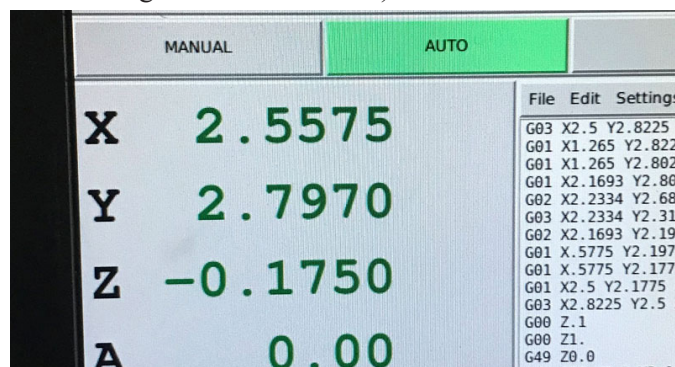 MANUAL AUTO
X 2.5575
Y 2.7970
Z -0.1750
A 0.00
File Edit Settings
G03 X2.5 Y2.8225
G01 X1.265 Y2.822
G01 X1.265 Y2.802
G01 X2.1693 Y2.80
G02 X2.2334 Y2.68
G03 X2.2334 Y2.31
G02 X2.1693 Y2.19
G01 X.5775 Y2.197
G01 X.5775 Y2.177
G01 X2.5 Y2.1775
G03 X2.8225 Y2.5
G00 Z.1
G00 Z1.
G49 Z0.0